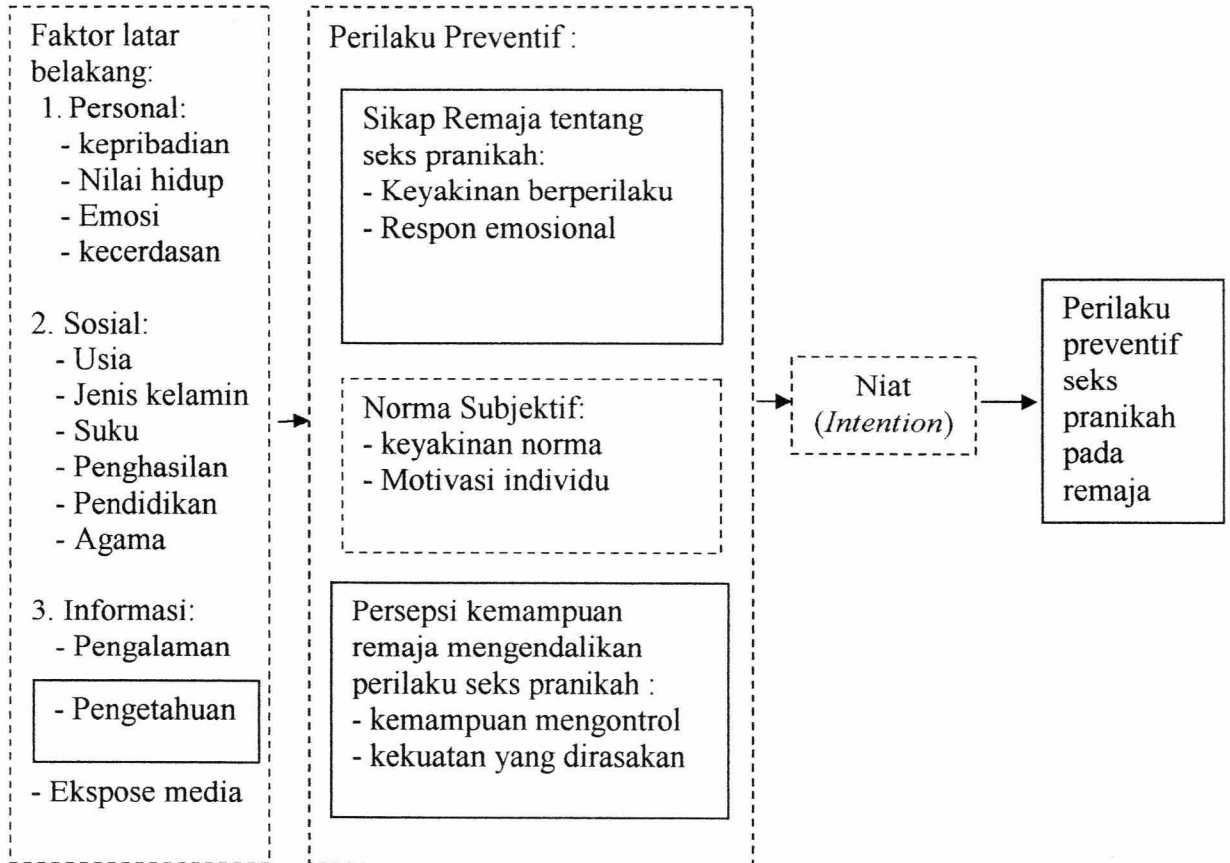 Faktor latar
belakang:
1. Personal:
- kepribadian
- Nilai hidup
- Emosi
- kecerdasan
2. Sosial:
- Usia
- Jenis kelamin
- Suku
- Penghasilan
- Pendidikan
- Agama
3. Informasi:
- Pengalaman
- Pengetahuan
- Ekspose media
Perilaku Preventif :
Sikap Remaja tentang
seks pranikah:
- Keyakinan berperilaku
- Respon emosional
Norma Subjektif:
- keyakinan norma
- Motivasi individu
Persepsi kemampuan
remaja mengendalikan
perilaku seks pranikah :
- kemampuan mengontrol
- kekuatan yang dirasakan
Niat
(Intention)
Perilaku
preventif
seks
pranikah
pada
remaja